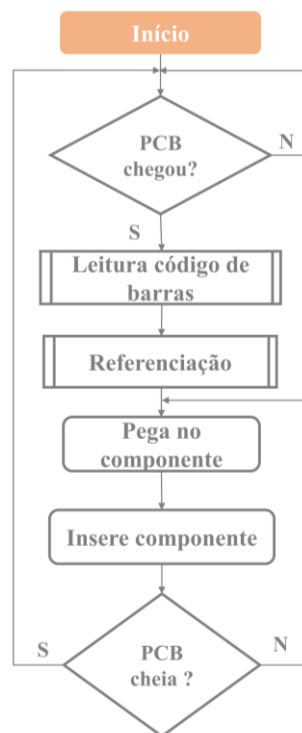 Início
PCB
chegou?
N
S
Leitura código de
barras
Referenciação
Pega no
componente
Insere componente
S
PCB
cheia ?
N